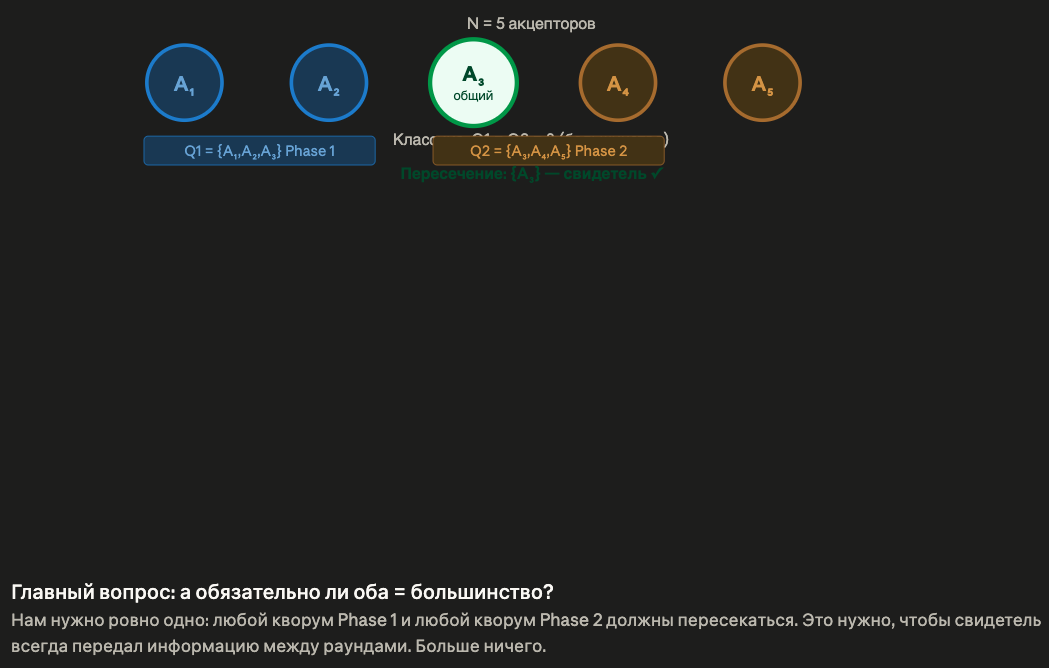 N = 5 акцепторов
A₁ A₂ A₃ A₄ A₅
общий
Q1 = {A₁,A₂,A₃} Phase 1 Q2 = {A₃,A₄,A₅} Phase 2
Пересечение: {A₃} — свидетель ✓
Главный вопрос: а обязательно ли оба = большинство?
Нам нужно ровно одно: любой кворум Phase 1 и любой кворум Phase 2 должны пересекаться. Это нужно, чтобы свидетель
всегда передал информацию между раундами. Больше ничего.